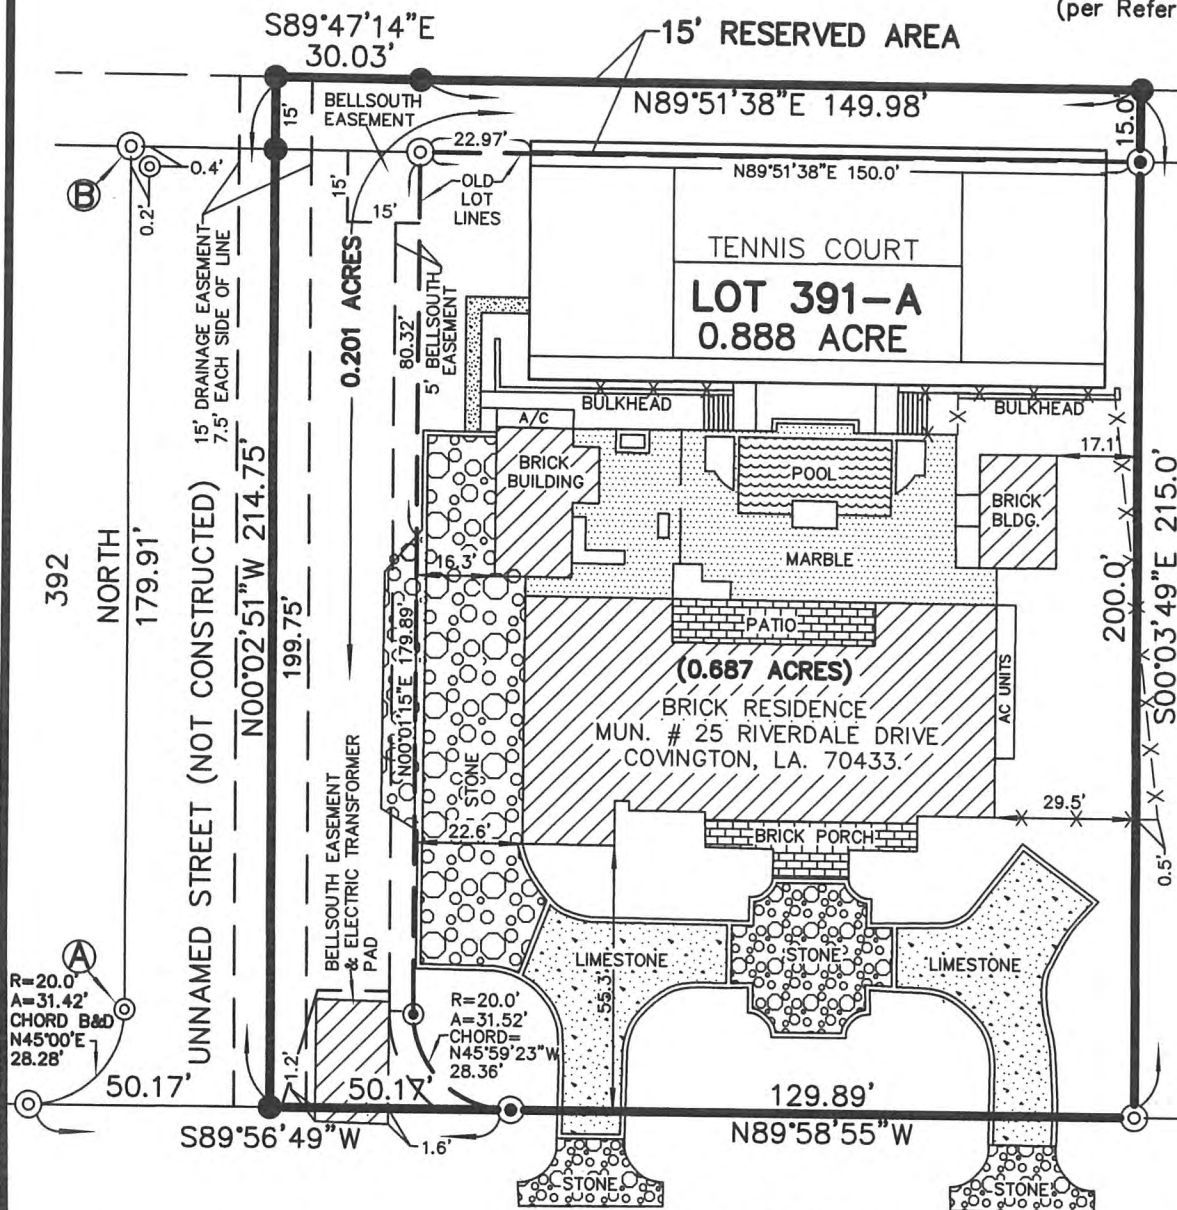 (per Refer
S89°47'14"E
30.03'
15' RESERVED AREA
N89°51'38"E 149.98'
15'
BELLSOUTH
EASEMENT
15.0'
22.97'
N89°51'38"E 150.0'
0.4'
B
0.2'
OLD
LOT
LINES
15'
15'
TENNIS COURT
LOT 391-A
0.888 ACRE
15' DRAINAGE EASEMENT
7.5' EACH SIDE OF LINE
0.201 ACRES
80.32'
5' BELLSOUTH
EASEMENT
BULKHEAD
BULKHEAD
A/C
BRICK
BUILDING
POOL
17.1'
BRICK
BLDG.
MARBLE
16.3'
392
NORTH
179.91'
UNNAMED STREET (NOT CONSTRUCTED)
N00°02'51"W 214.75'
199.75'
N00°01'15"E 179.89'
STONE
PATIO
(0.687 ACRES)
BRICK RESIDENCE
MUN. # 25 RIVERDALE DRIVE
COVINGTON, LA. 70433.
AC UNITS
200.0'
S00°03'49"E 215.0'
29.5'
0.5'
22.6'
BRICK PORCH
BELLSOUTH EASEMENT
& ELECTRIC TRANSFORMER
PAD
LIMESTONE
STONE
LIMESTONE
55.3'
A
R=20.0'
A=31.42'
CHORD B&D
N45°00'E
28.28'
R=20.0'
A=31.52'
CHORD=
N45°59'23"W
28.36'
50.17'
1.2'
50.17'
129.89'
S89°56'49"W
1.6'
N89°58'55"W
STONE
STONE